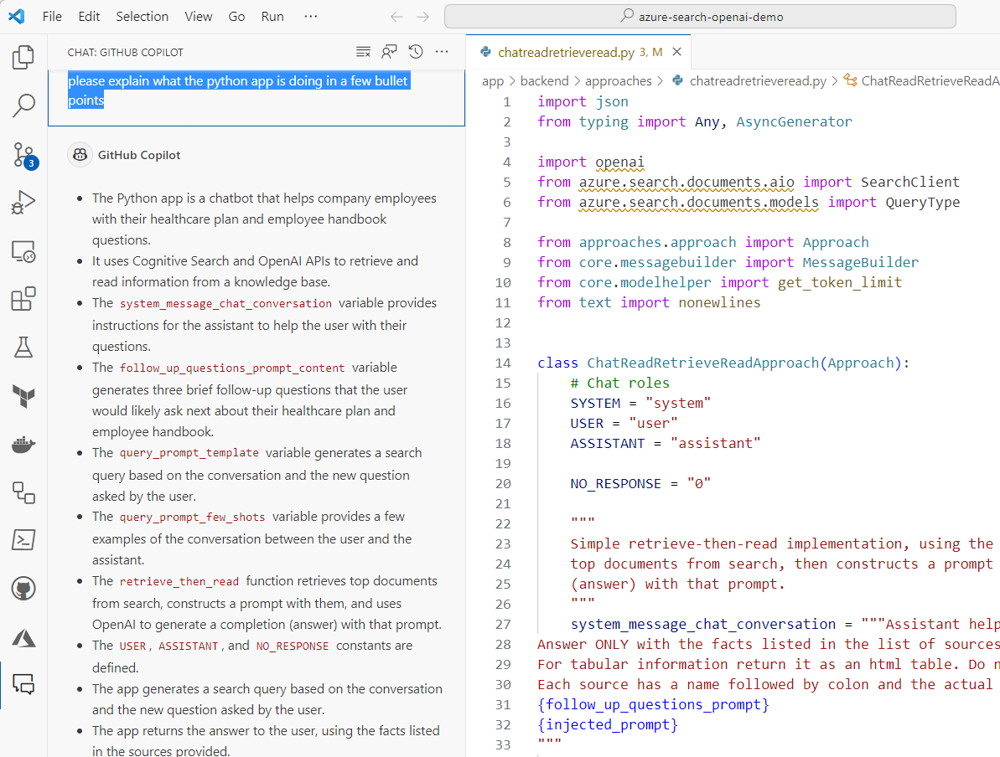 File Edit Selection View Go Run ···
azure-search-openai-demo
CHAT: GITHUB COPILOT
please explain what the python app is doing in a few bullet
points
GitHub Copilot
• The Python app is a chatbot that helps company employees
with their healthcare plan and employee handbook
questions.
• It uses Cognitive Search and OpenAI APIs to retrieve and
read information from a knowledge base.
• The system_message_chat_conversation variable provides
instructions for the assistant to help the user with their
questions.
• The follow_up_questions_prompt_content variable
generates three brief follow-up questions that the user
would likely ask next about their healthcare plan and
employee handbook.
• The query_prompt_template variable generates a search
query based on the conversation and the new question
asked by the user.
• The query_prompt_few_shots variable provides a few
examples of the conversation between the user and the
assistant.
• The retrieve_then_read function retrieves top documents
from search, constructs a prompt with them, and uses
OpenAI to generate a completion (answer) with that prompt.
• The USER, ASSISTANT, and NO_RESPONSE constants are
defined.
• The app generates a search query based on the conversation
and the new question asked by the user.
• The app returns the answer to the user, using the facts listed
in the sources provided.
3
chatreadretrieveread.py 3, M
app > backend > approaches > chatreadretrieveread.py > ChatReadRetrieveReadA
1 import json
2 from typing import Any, AsyncGenerator
3
4 import openai
5 from azure.search.documents.aio import SearchClient
6 from azure.search.documents.models import QueryType
7
8 from approaches.approach import Approach
9 from core.messagebuilder import MessageBuilder
10 from core.modelhelper import get_token_limit
11 from text import nonewlines
12
13
14 class ChatReadRetrieveReadApproach(Approach):
15 # Chat roles
16 SYSTEM = "system"
17 USER = "user"
18 ASSISTANT = "assistant"
19
20 NO_RESPONSE = "0"
21
22 """
23 Simple retrieve-then-read implementation, using the
24 top documents from search, then constructs a prompt
25 (answer) with that prompt.
26 """
27 system_message_chat_conversation = """Assistant help
28 Answer ONLY with the facts listed in the list of sources
29 For tabular information return it as an html table. Do n
30 Each source has a name followed by colon and the actual
31 {follow_up_questions_prompt}
32 {injected_prompt}
33 """